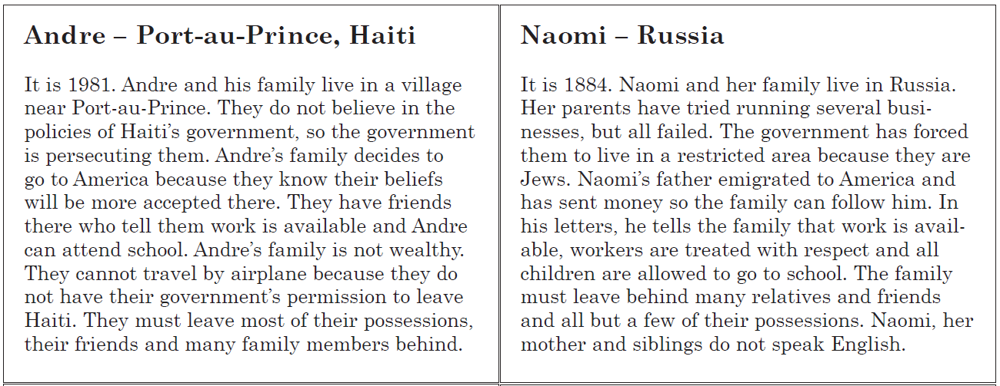 Andre – Port-au-Prince, Haiti
It is 1981. Andre and his family live in a village
near Port-au-Prince. They do not believe in the
policies of Haiti’s government, so the government
is persecuting them. Andre’s family decides to
go to America because they know their beliefs
will be more accepted there. They have friends
there who tell them work is available and Andre
can attend school. Andre’s family is not wealthy.
They cannot travel by airplane because they do
not have their government’s permission to leave
Haiti. They must leave most of their possessions,
their friends and many family members behind.
Naomi – Russia
It is 1884. Naomi and her family live in Russia.
Her parents have tried running several busi-
nesses, but all failed. The government has forced
them to live in a restricted area because they are
Jews. Naomi’s father emigrated to America and
has sent money so the family can follow him. In
his letters, he tells the family that work is avail-
able, workers are treated with respect and all
children are allowed to go to school. The family
must leave behind many relatives and friends
and all but a few of their possessions. Naomi, her
mother and siblings do not speak English.